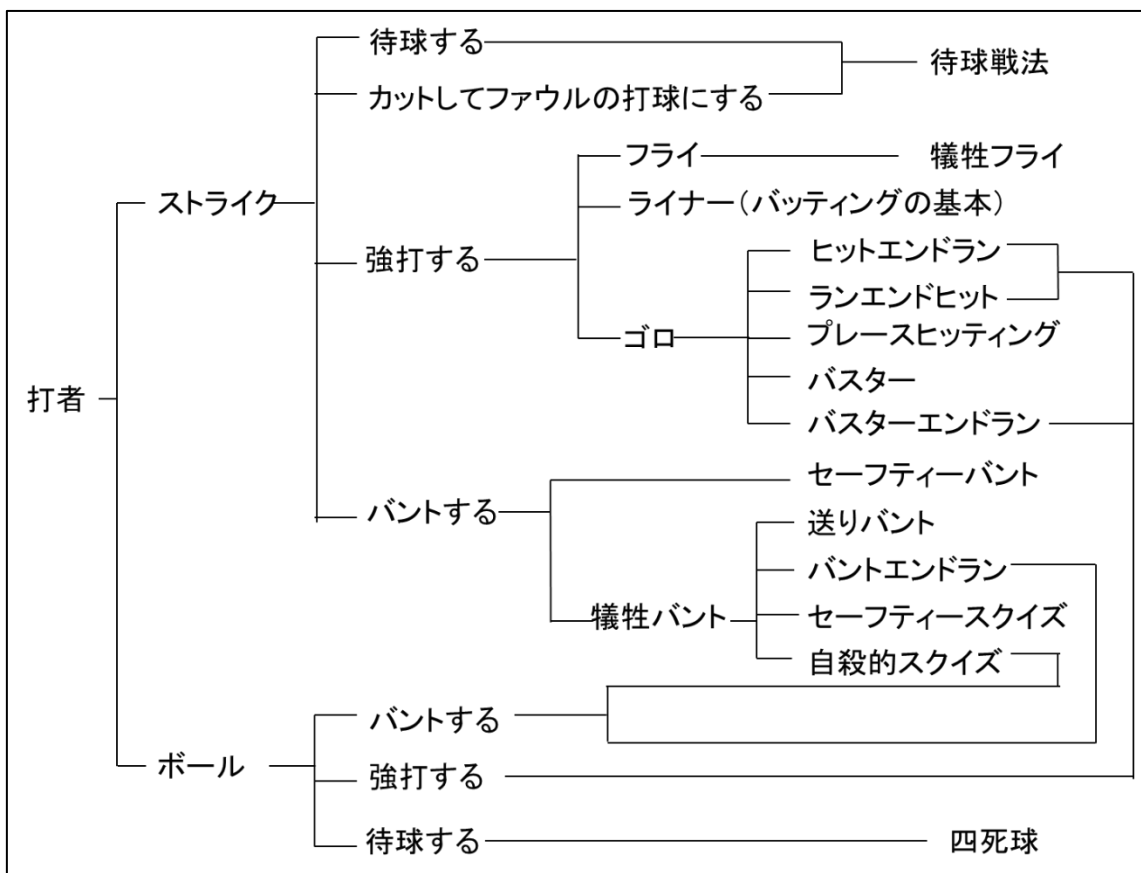 待球する
待球戦法
カットしてファウルの打球にする
フライ
犠牲フライ
ストライク
ライナー(バッティングの基本)
強打する
ヒットエンドラン
ランエンドヒット
ゴロ
プレースヒッティング
バスター
打者
バスターエンドラン
セーフティーバント
バントする
送りバント
バントエンドラン
犠牲バント
セーフティースクイズ
自殺的スクイズ
バントする
ボール
強打する
待球する
四死球